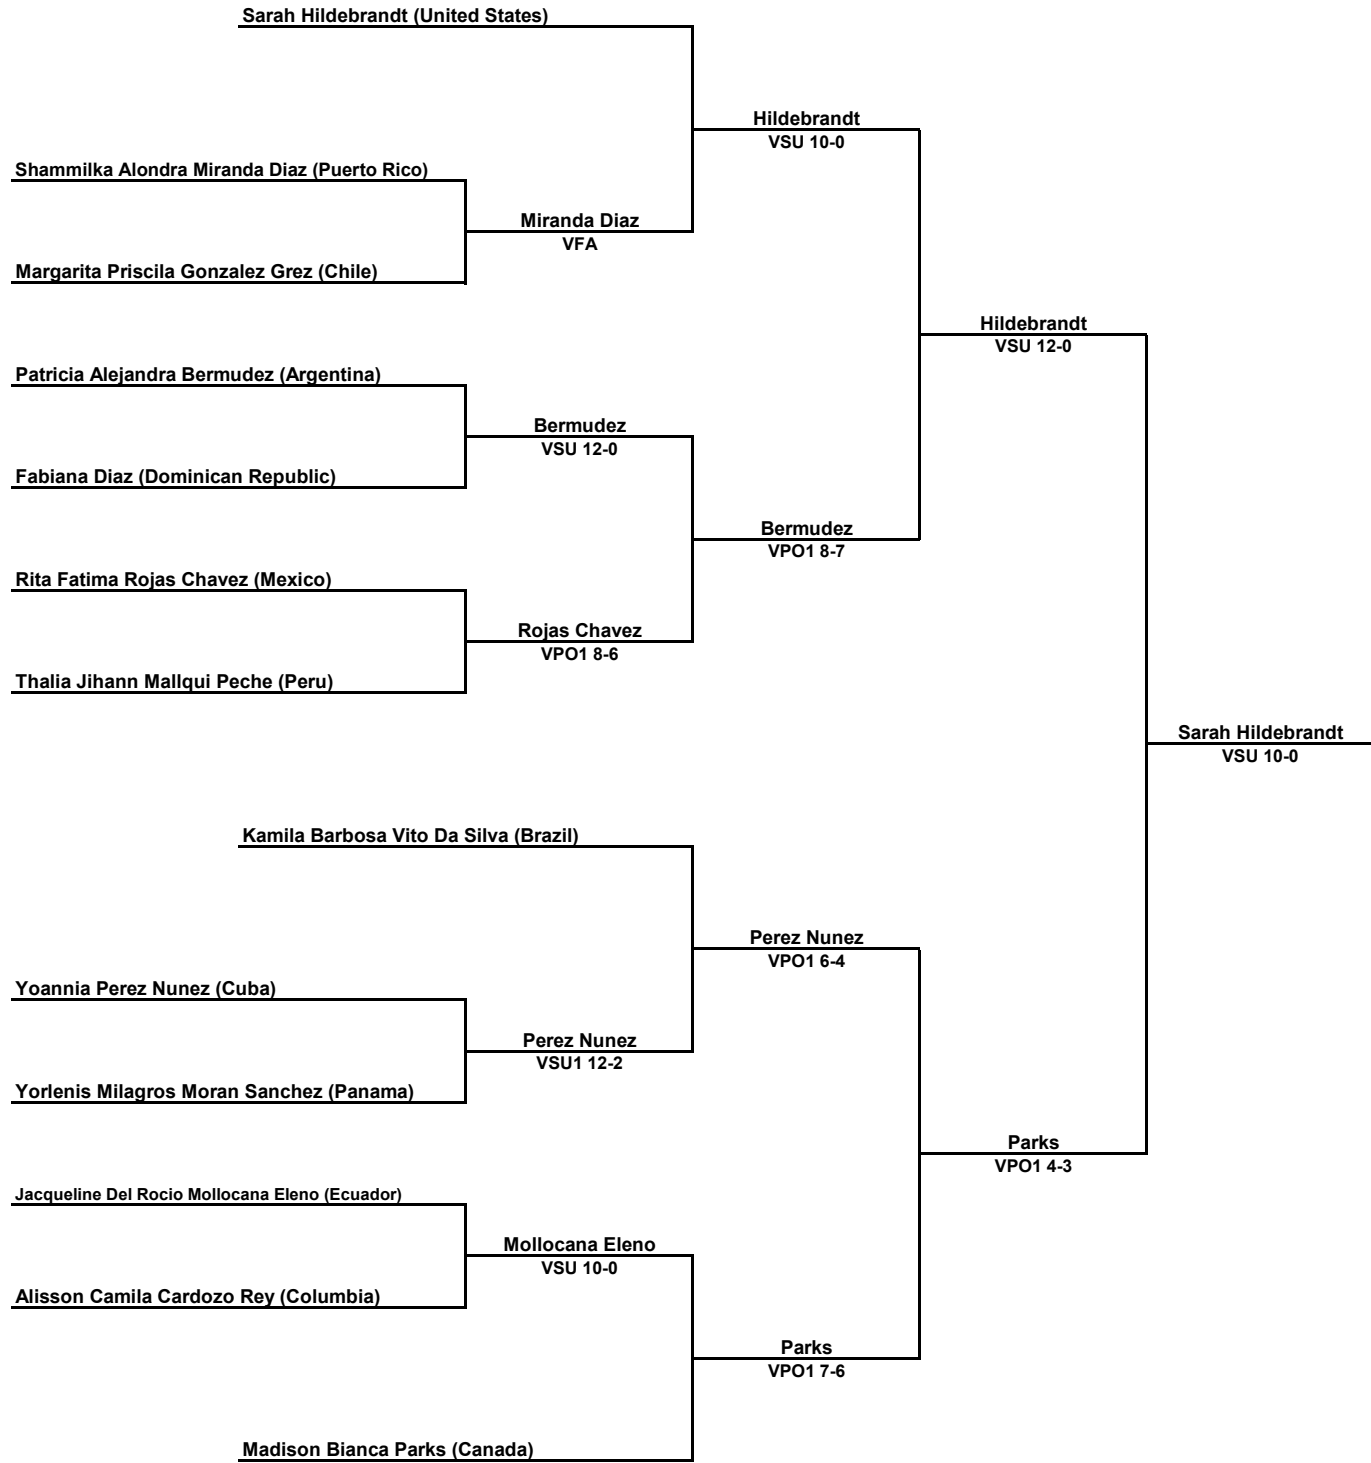 Sarah Hildebrandt (United States)
Hildebrandt
VSU 10-0
Shammilka Alondra Miranda Diaz (Puerto Rico)
Miranda Diaz
VFA
Margarita Priscila Gonzalez Grez (Chile)
Hildebrandt
VSU 12-0
Patricia Alejandra Bermudez (Argentina)
Bermudez
VSU 12-0
Fabiana Diaz (Dominican Republic)
Bermudez
VPO1 8-7
Rita Fatima Rojas Chavez (Mexico)
Rojas Chavez
VPO1 8-6
Thalia Jihann Mallqui Peche (Peru)
Sarah Hildebrandt
VSU 10-0
Kamila Barbosa Vito Da Silva (Brazil)
Perez Nunez
VPO1 6-4
Yoannia Perez Nunez (Cuba)
Perez Nunez
VSU1 12-2
Yorlenis Milagros Moran Sanchez (Panama)
Parks
VPO1 4-3
Jacqueline Del Rocio Mollocana Eleno (Ecuador)
Mollocana Eleno
VSU 10-0
Alisson Camila Cardozo Rey (Columbia)
Parks
VPO1 7-6
Madison Bianca Parks (Canada)